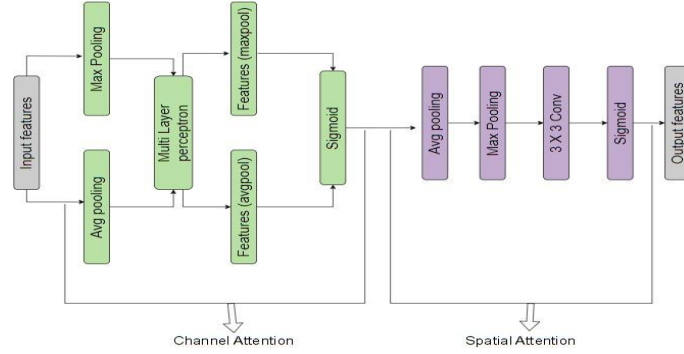 Input features
Max Pooling
Avg pooling
Multi Layer
perceptron
Features (maxpool)
Features (avgpool)
Sigmoid
Avg pooling
Max Pooling
3 X 3 Conv
Sigmoid
Output features
Channel Attention
Spatial Attention